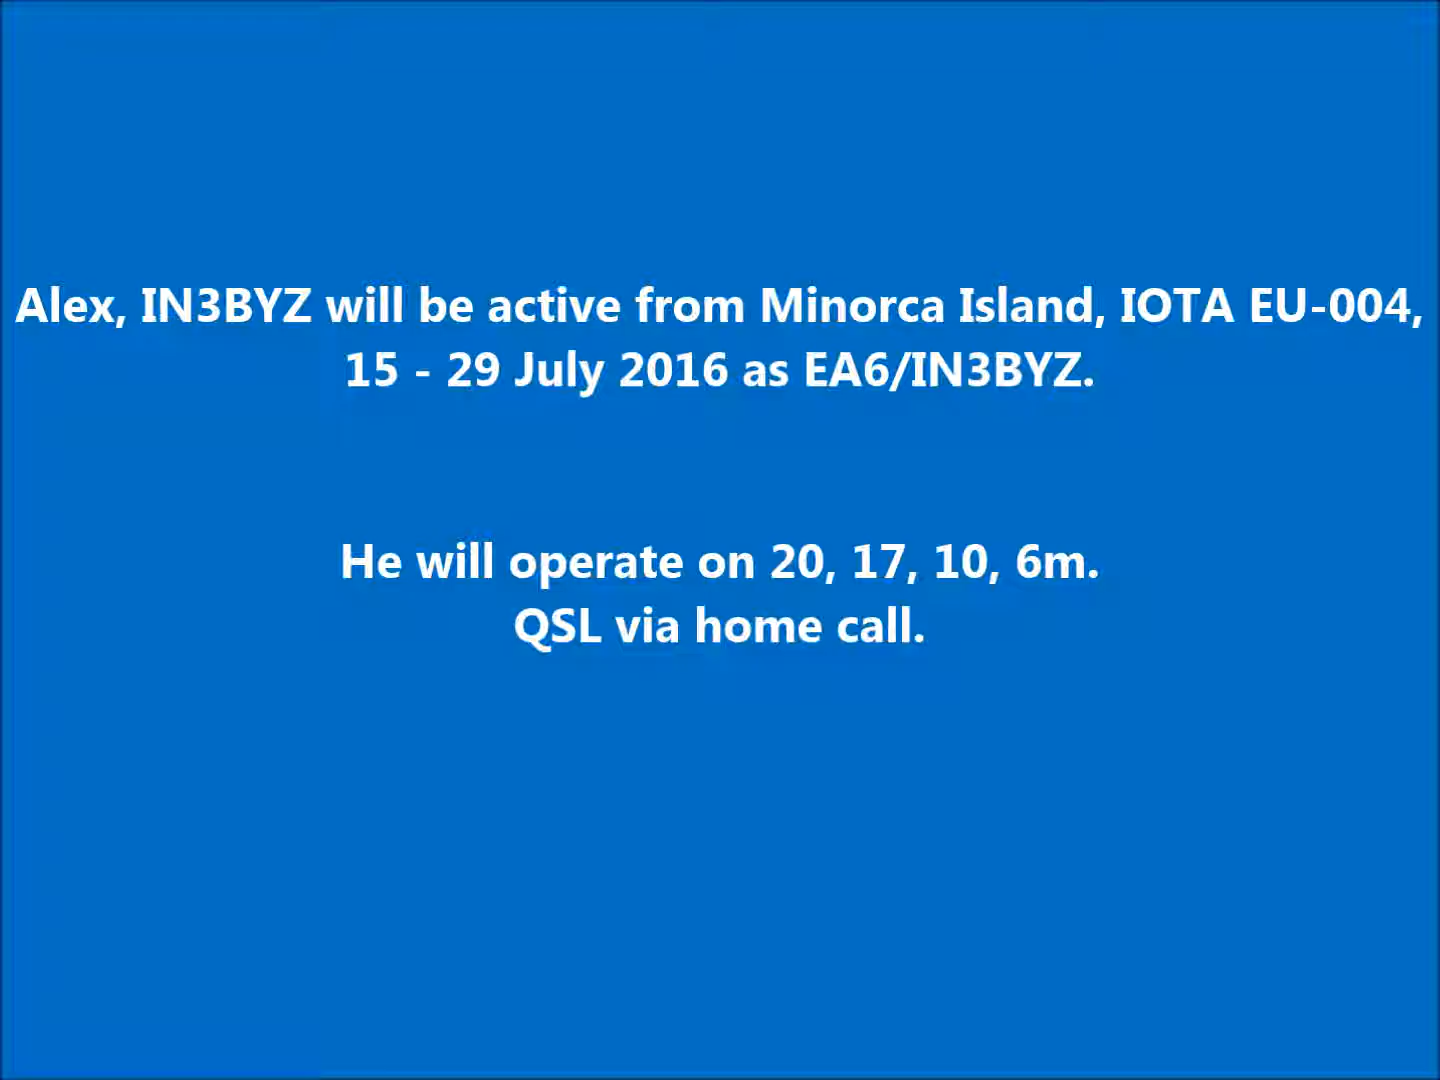 Alex, IN3BYZ will be active from Minorca Island, IOTA EU-004,
15 - 29 July 2016 as EA6/IN3BYZ.
He will operate on 20, 17, 10, 6m.
QSL via home call.